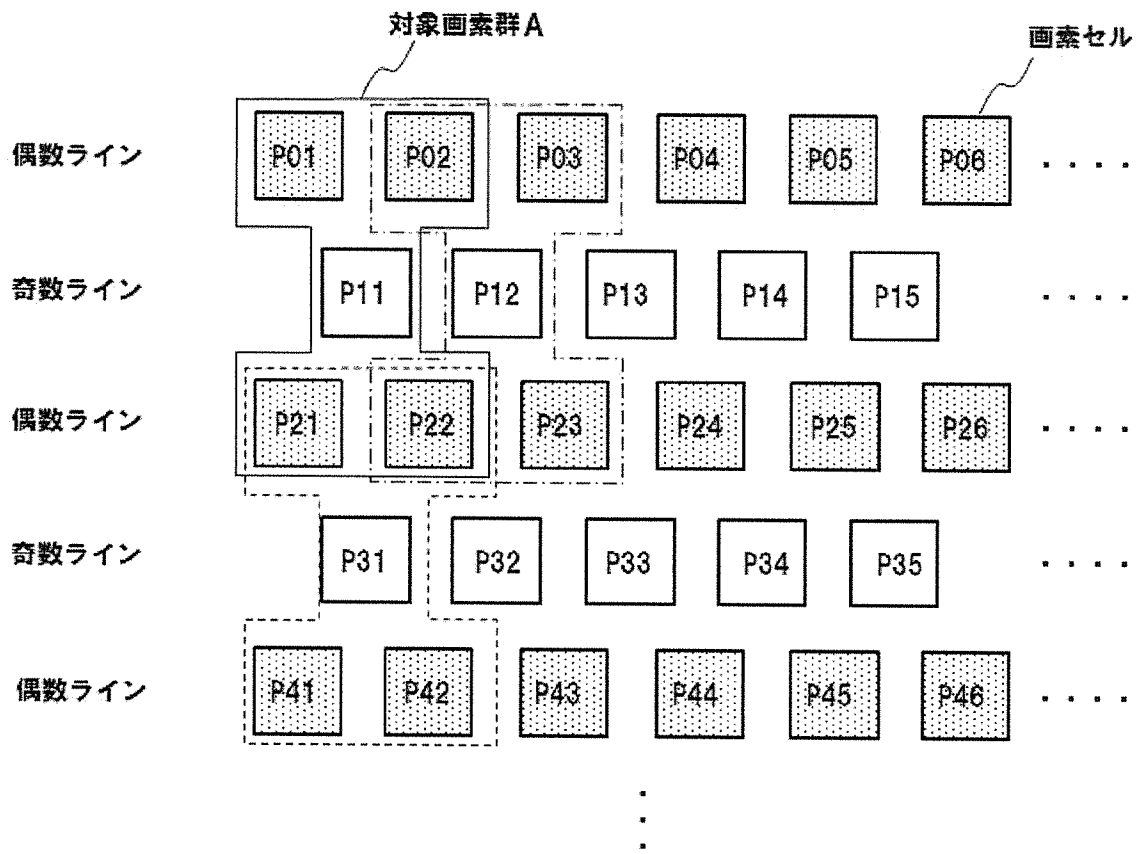 対象画素群A
画素セル
偶数ライン P01 P02 P03 P04 P05 P06 ・・・・
奇数ライン P11 P12 P13 P14 P15 ・・・・
偶数ライン P21 P22 P23 P24 P25 P26 ・・・・
奇数ライン P31 P32 P33 P34 P35 ・・・・
偶数ライン P41 P42 P43 P44 P45 P46 ・・・・